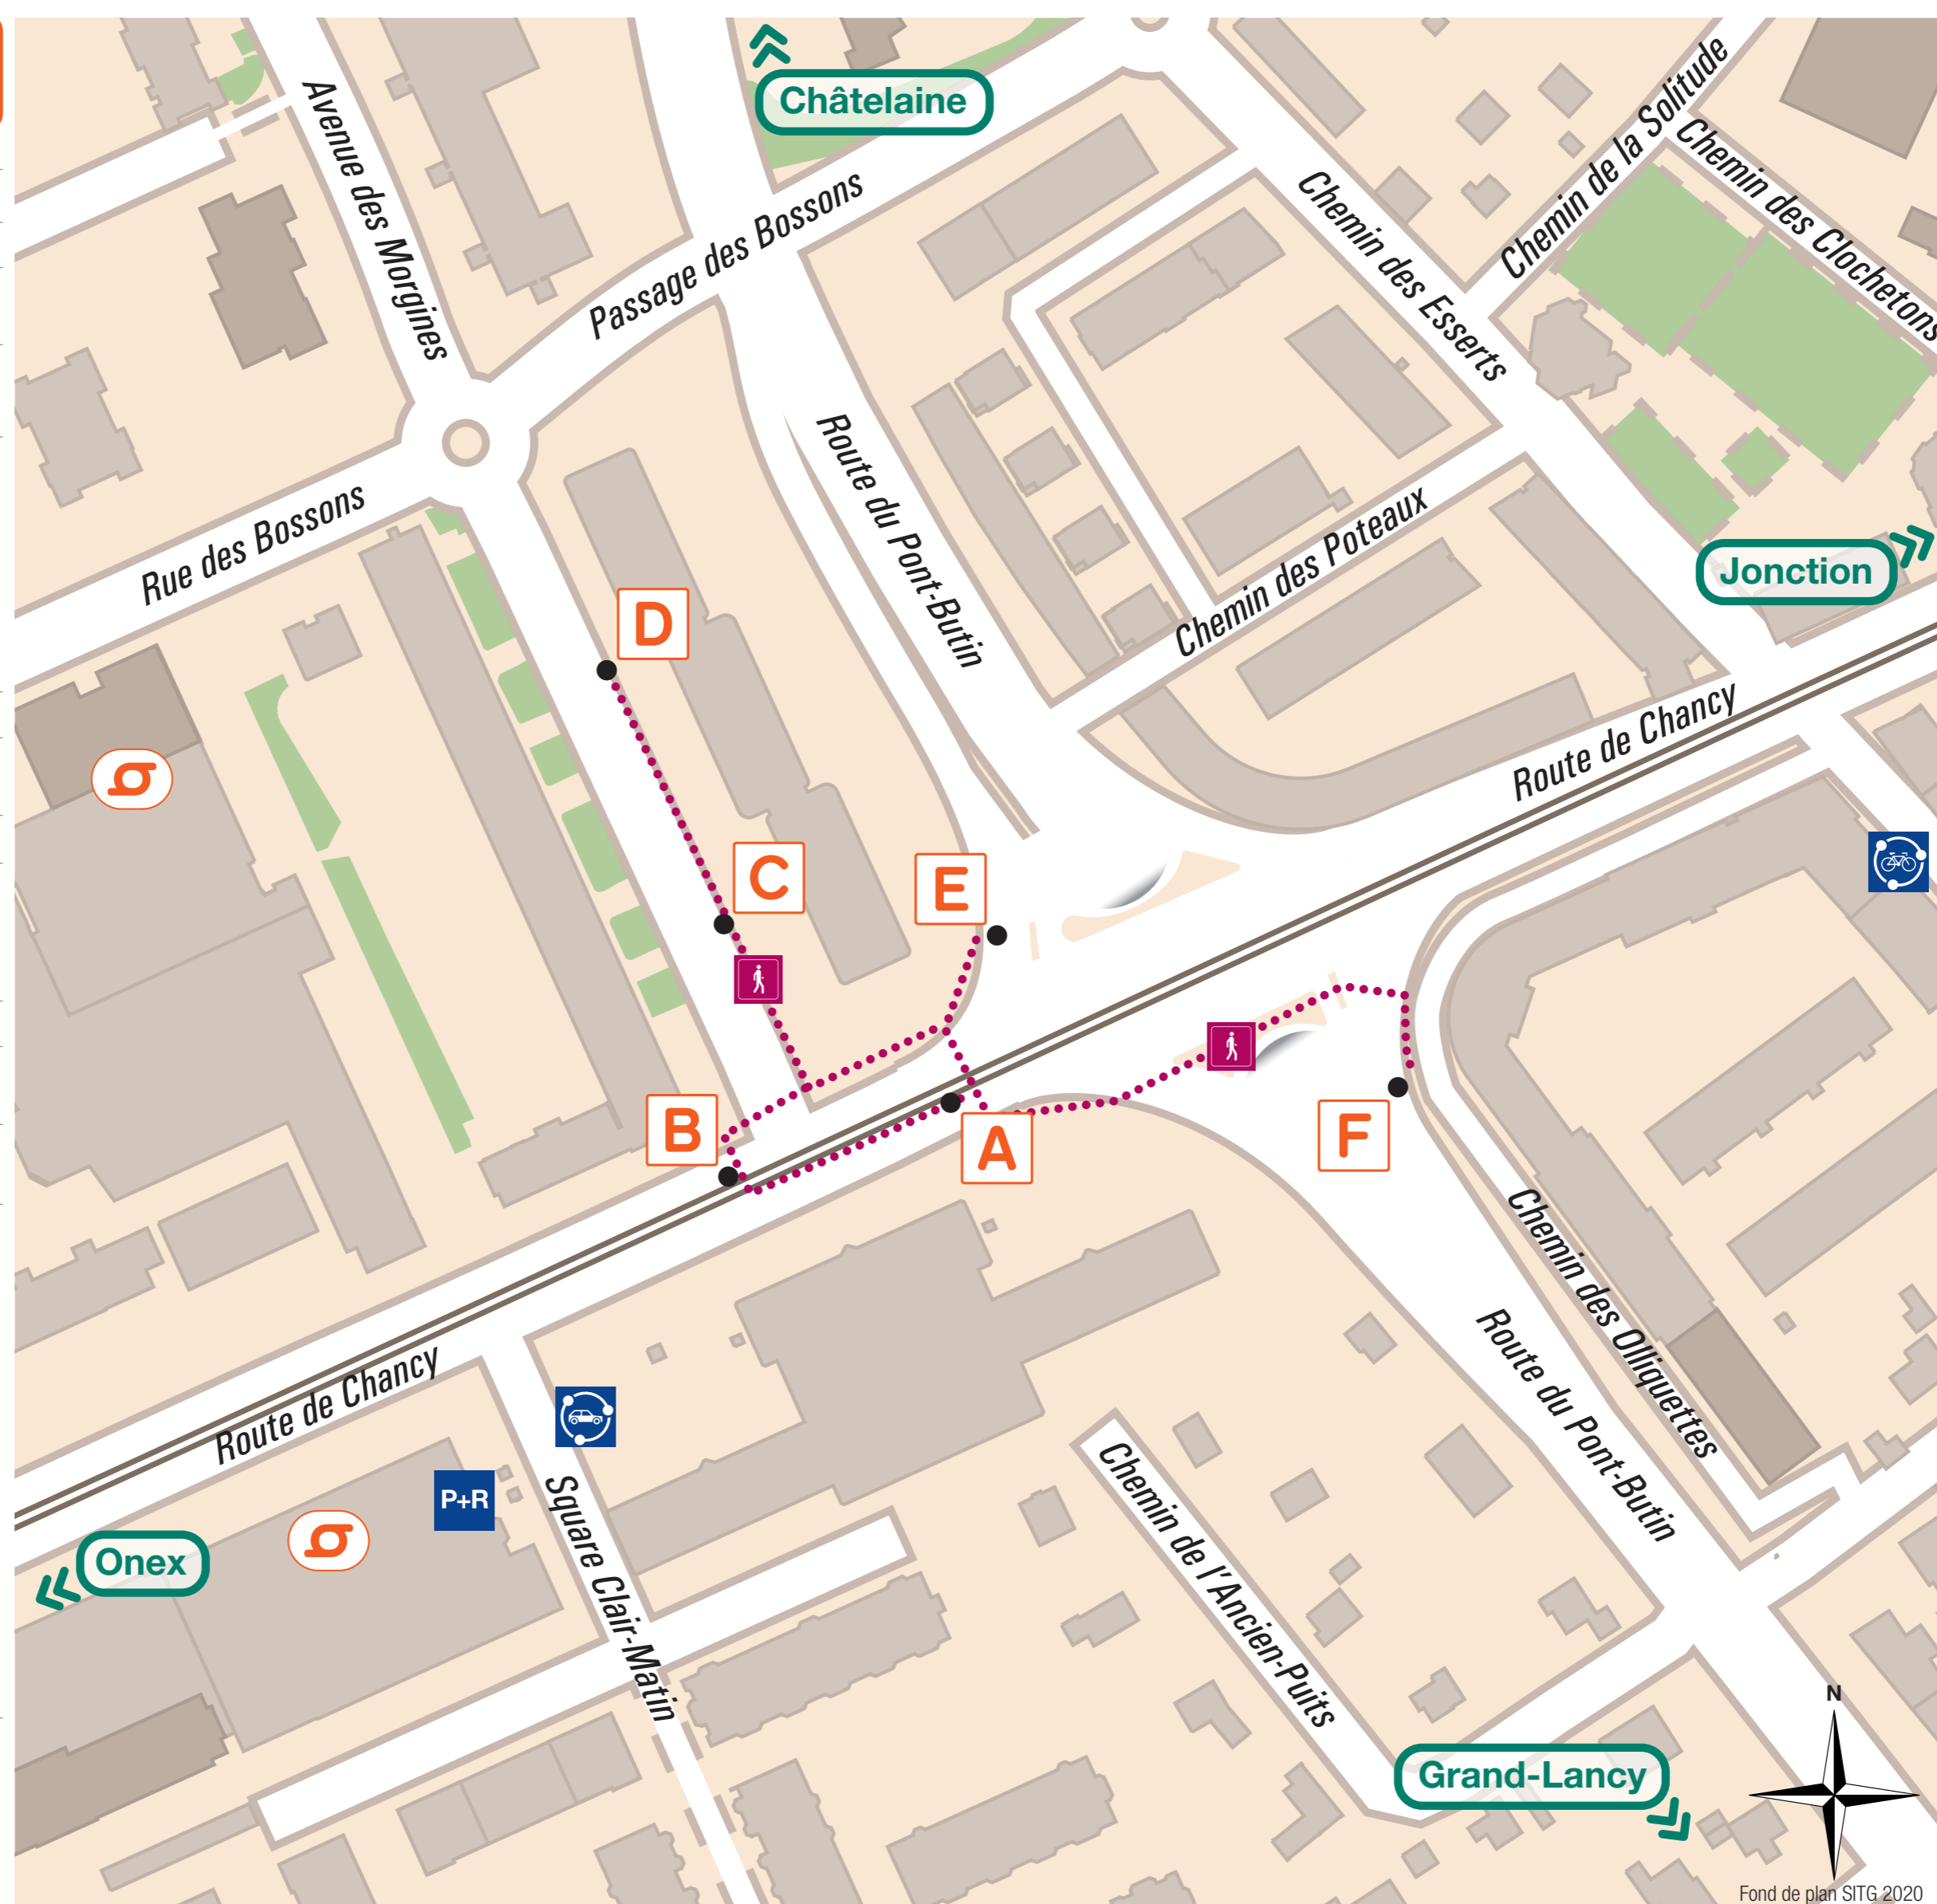 Châtelaine
Avenue des Morgines
Passage des Bossons
Chemin de la Solitude
Chemin des Clochetons
Chemin des Esserts
Rue des Bossons
Route du Pont-Butin
Chemin des Poteaux
Jonction
D
Route de Chancy
C
E
B
A
F
Chemin des Olliquettes
Route du Pont-Butin
Route de Chancy
P+R
Square Clair-Matin
Chemin de l'Ancien-Puits
Onex
Grand-Lancy
N
Fond de plan SITG 2020